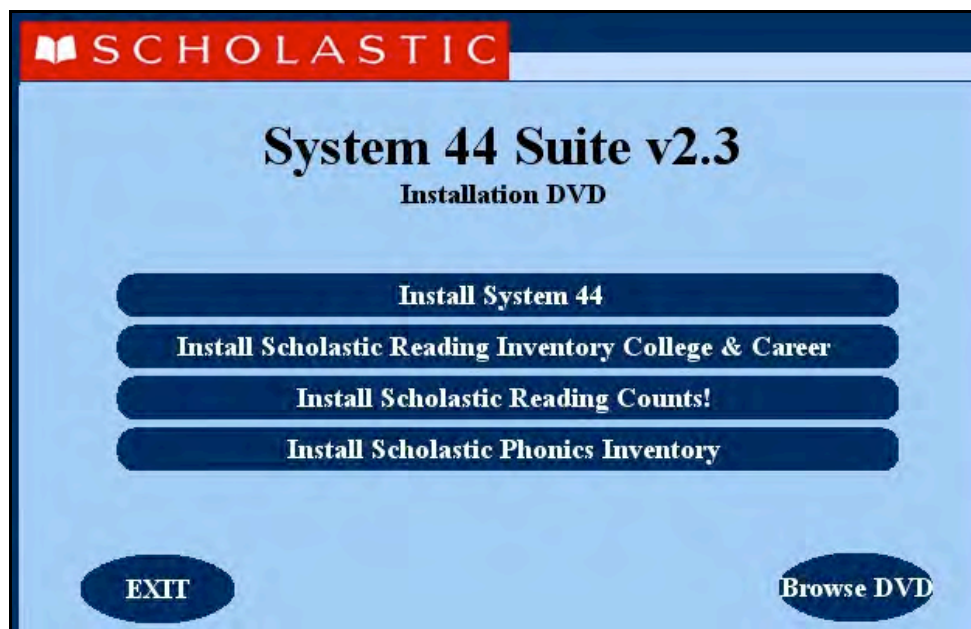 SCHOLASTIC
System 44 Suite v2.3
Installation DVD
Install System 44
Install Scholastic Reading Inventory College & Career
Install Scholastic Reading Counts!
Install Scholastic Phonics Inventory
EXIT
Browse DVD